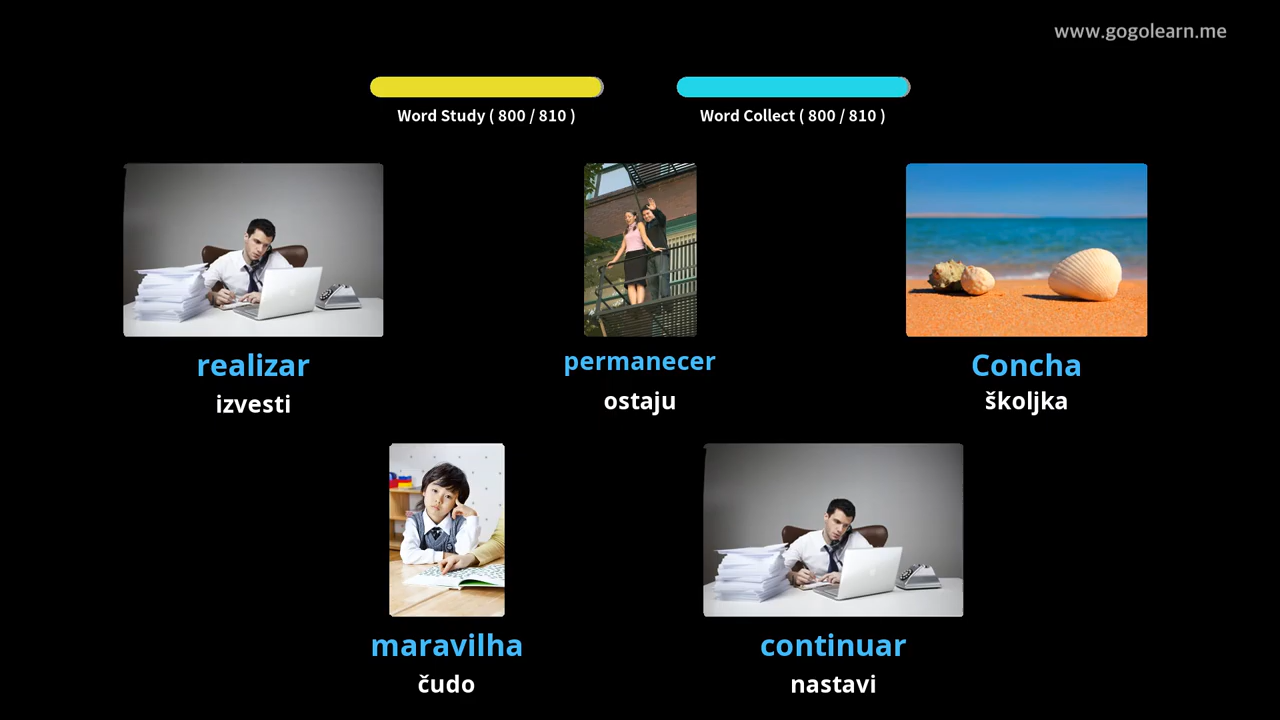 www.gogolearn.me
Word Study ( 800 / 810 )
Word Collect ( 800 / 810 )
realizar
izvesti
permanecer
ostaju
Concha
školjka
maravilha
čudo
continuar
nastavi